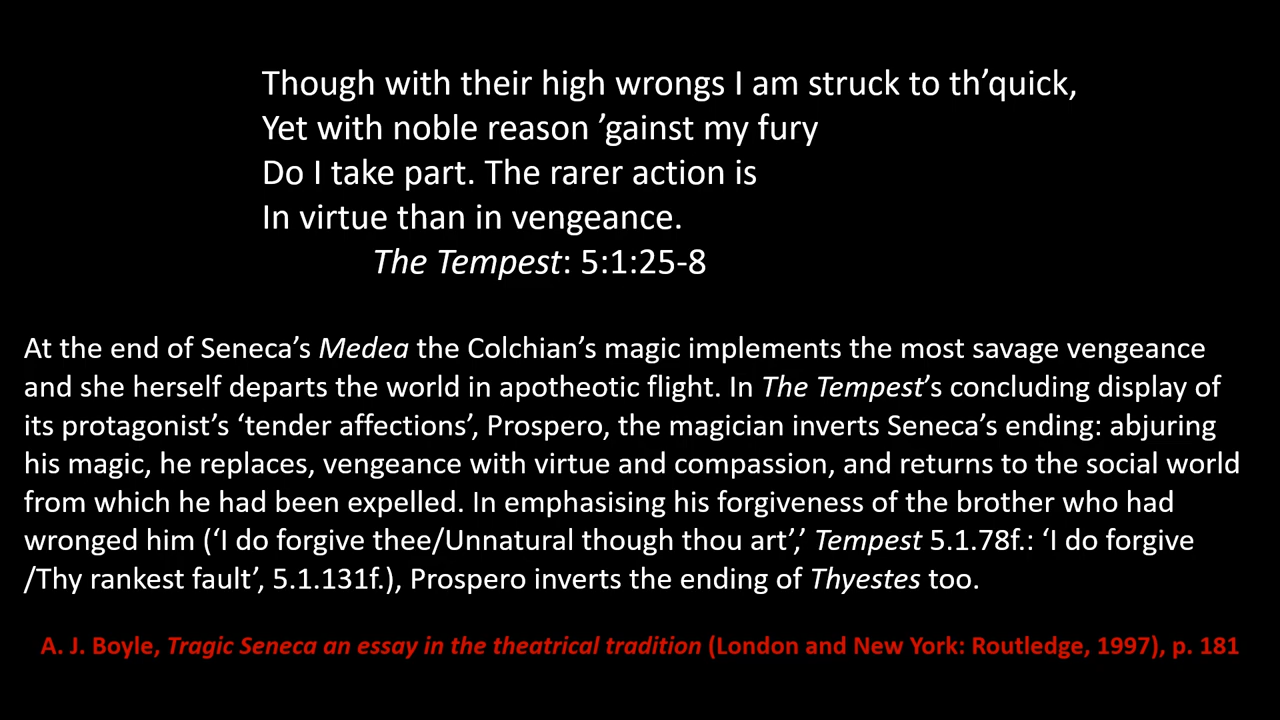 Though with their high wrongs I am struck to th’quick,
Yet with noble reason ’gainst my fury
Do I take part. The rarer action is
In virtue than in vengeance.
The Tempest: 5:1:25-8
At the end of Seneca’s Medea the Colchian’s magic implements the most savage vengeance
and she herself departs the world in apotheotic flight. In The Tempest’s concluding display of
its protagonist’s ‘tender affections’, Prospero, the magician inverts Seneca’s ending: abjuring
his magic, he replaces, vengeance with virtue and compassion, and returns to the social world
from which he had been expelled. In emphasising his forgiveness of the brother who had
wronged him (‘I do forgive thee/Unnatural though thou art’,’ Tempest 5.1.78f.: ‘I do forgive
/Thy rankest fault’, 5.1.131f.), Prospero inverts the ending of Thyestes too.
A. J. Boyle, Tragic Seneca an essay in the theatrical tradition (London and New York: Routledge, 1997), p. 181